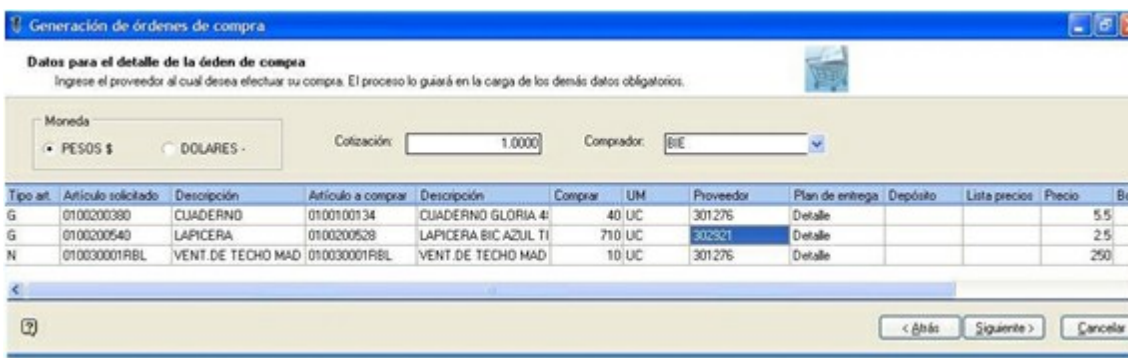 Generación de órdenes de compra
Datos para el detalle de la órden de compra
Ingrese el proveedor al cual desea efectuar su compra. El proceso lo guiará en la carga de los demás datos obligatorios.
Moneda
PESOS $ DOLARES - Cotización: 1.0000 Comprador: BIE
Tipo art. Artículo solicitado Descripción Artículo a comprar Descripción Comprar UM Proveedor Plan de entrega Depósito Lista precios Precio
G 0100200380 CUADERNO 0100100134 CUADERNO GLORIA 40 UC 301276 Detalle 5.5
G 0100200540 LAPICERA 0100200528 LAPICERA BIC AZUL TI 710 UC 302921 Detalle 2.5
N 010030001RBL VENT.DE TECHO MAD 010030001RBL VENT.DE TECHO MAD 10 UC 301276 Detalle 250
< Atrás Siguiente > Cancelar